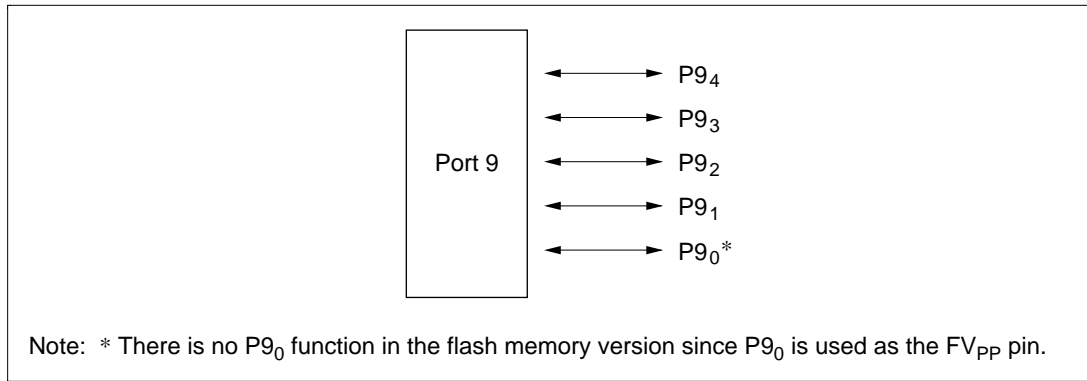 P9₄
P9₃
Port 9
P9₂
P9₁
P9₀*
Note: * There is no P9₀ function in the flash memory version since P9₀ is used as the FVPP pin.